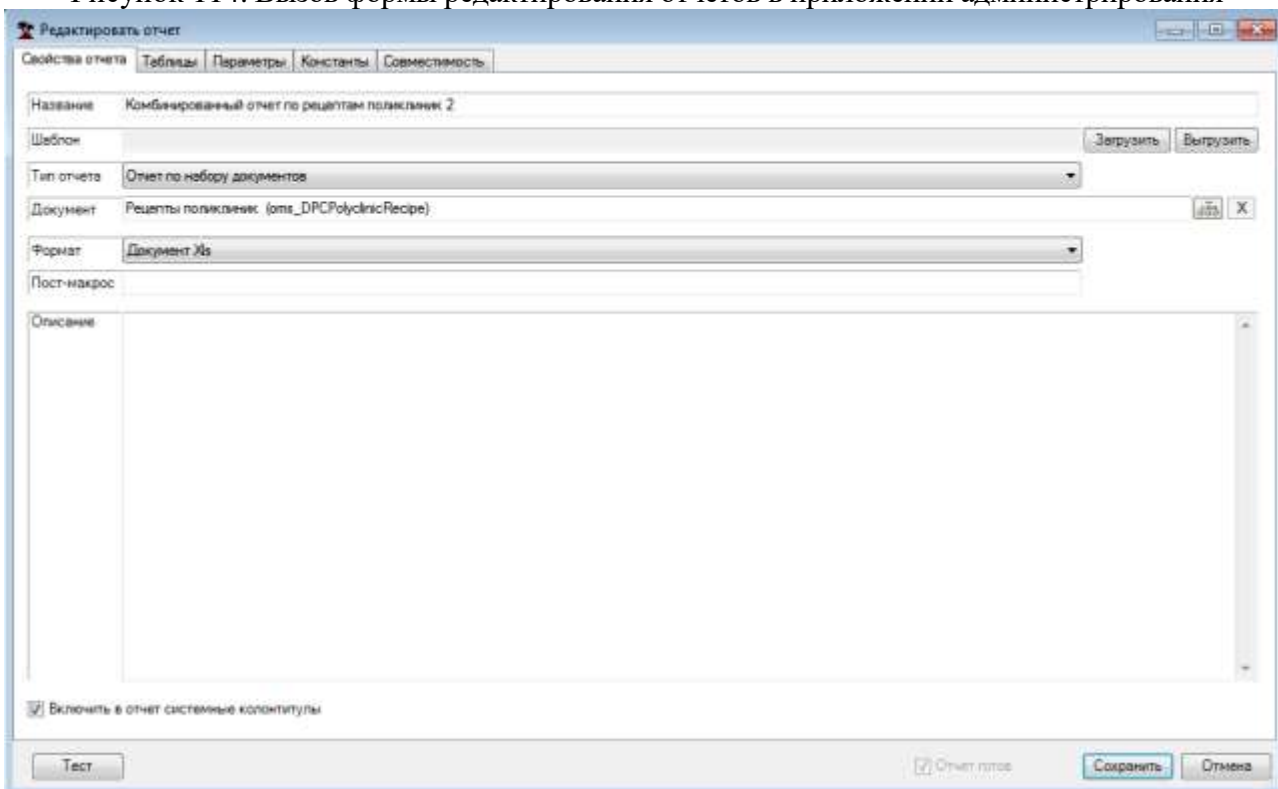 Рисунок 114. Вызов формы редактирования отчетов в приложении администрирования
Редактировать отчет
Свойства отчета Таблицы Параметры Константы Совместимость
Название Комбинированный отчет по рецептам поликлиник 2
Шаблон Загрузить Выгрузить
Тип отчета Отчет по набору документов
Документ Рецепты поликлиник (oms_DPCPolyclinicRecipe) X
Формат Документ Xls
Пост-макрос
Описание
Включить в отчет системные колонтитулы
Тест Отчет готов Сохранить Отмена